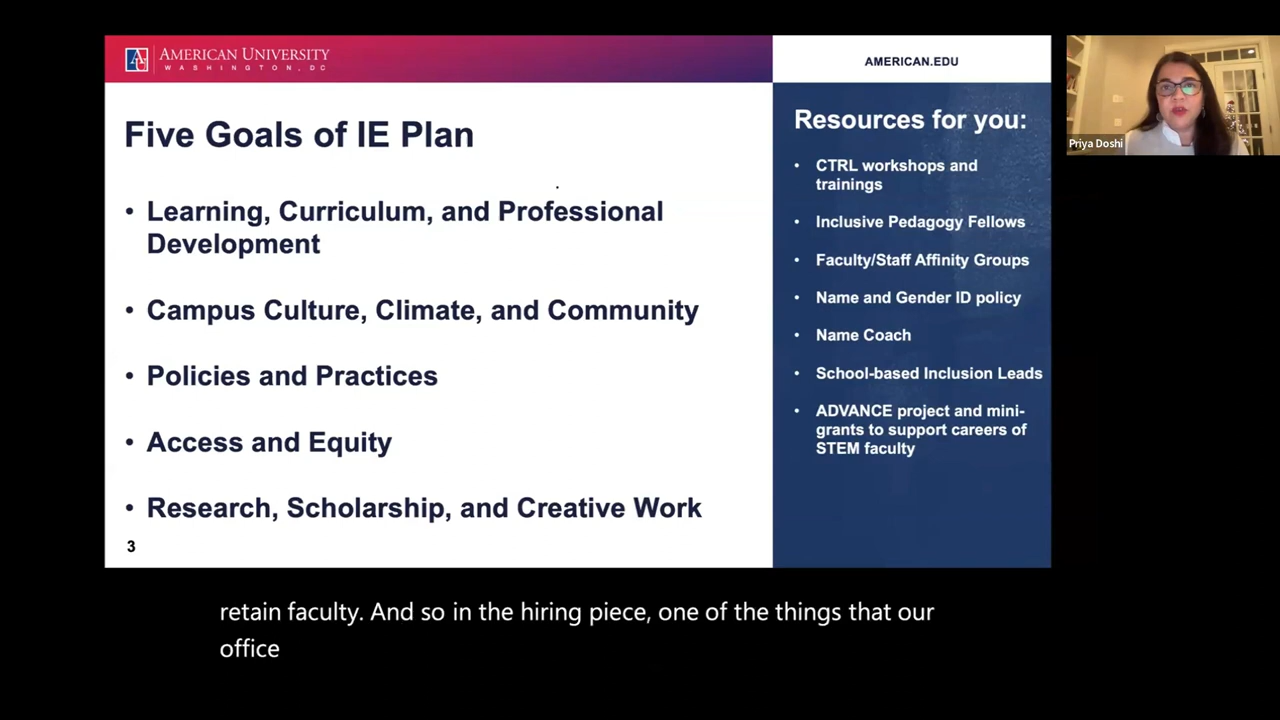 AMERICAN UNIVERSITY
WASHINGTON, DC
AMERICAN.EDU
Five Goals of IE Plan
• Learning, Curriculum, and Professional
Development
• Campus Culture, Climate, and Community
• Policies and Practices
• Access and Equity
• Research, Scholarship, and Creative Work
3
Resources for you:
• CTRL workshops and
trainings
• Inclusive Pedagogy Fellows
• Faculty/Staff Affinity Groups
• Name and Gender ID policy
• Name Coach
• School-based Inclusion Leads
• ADVANCE project and mini-
grants to support careers of
STEM faculty
Priya Doshi
retain faculty. And so in the hiring piece, one of the things that our
office